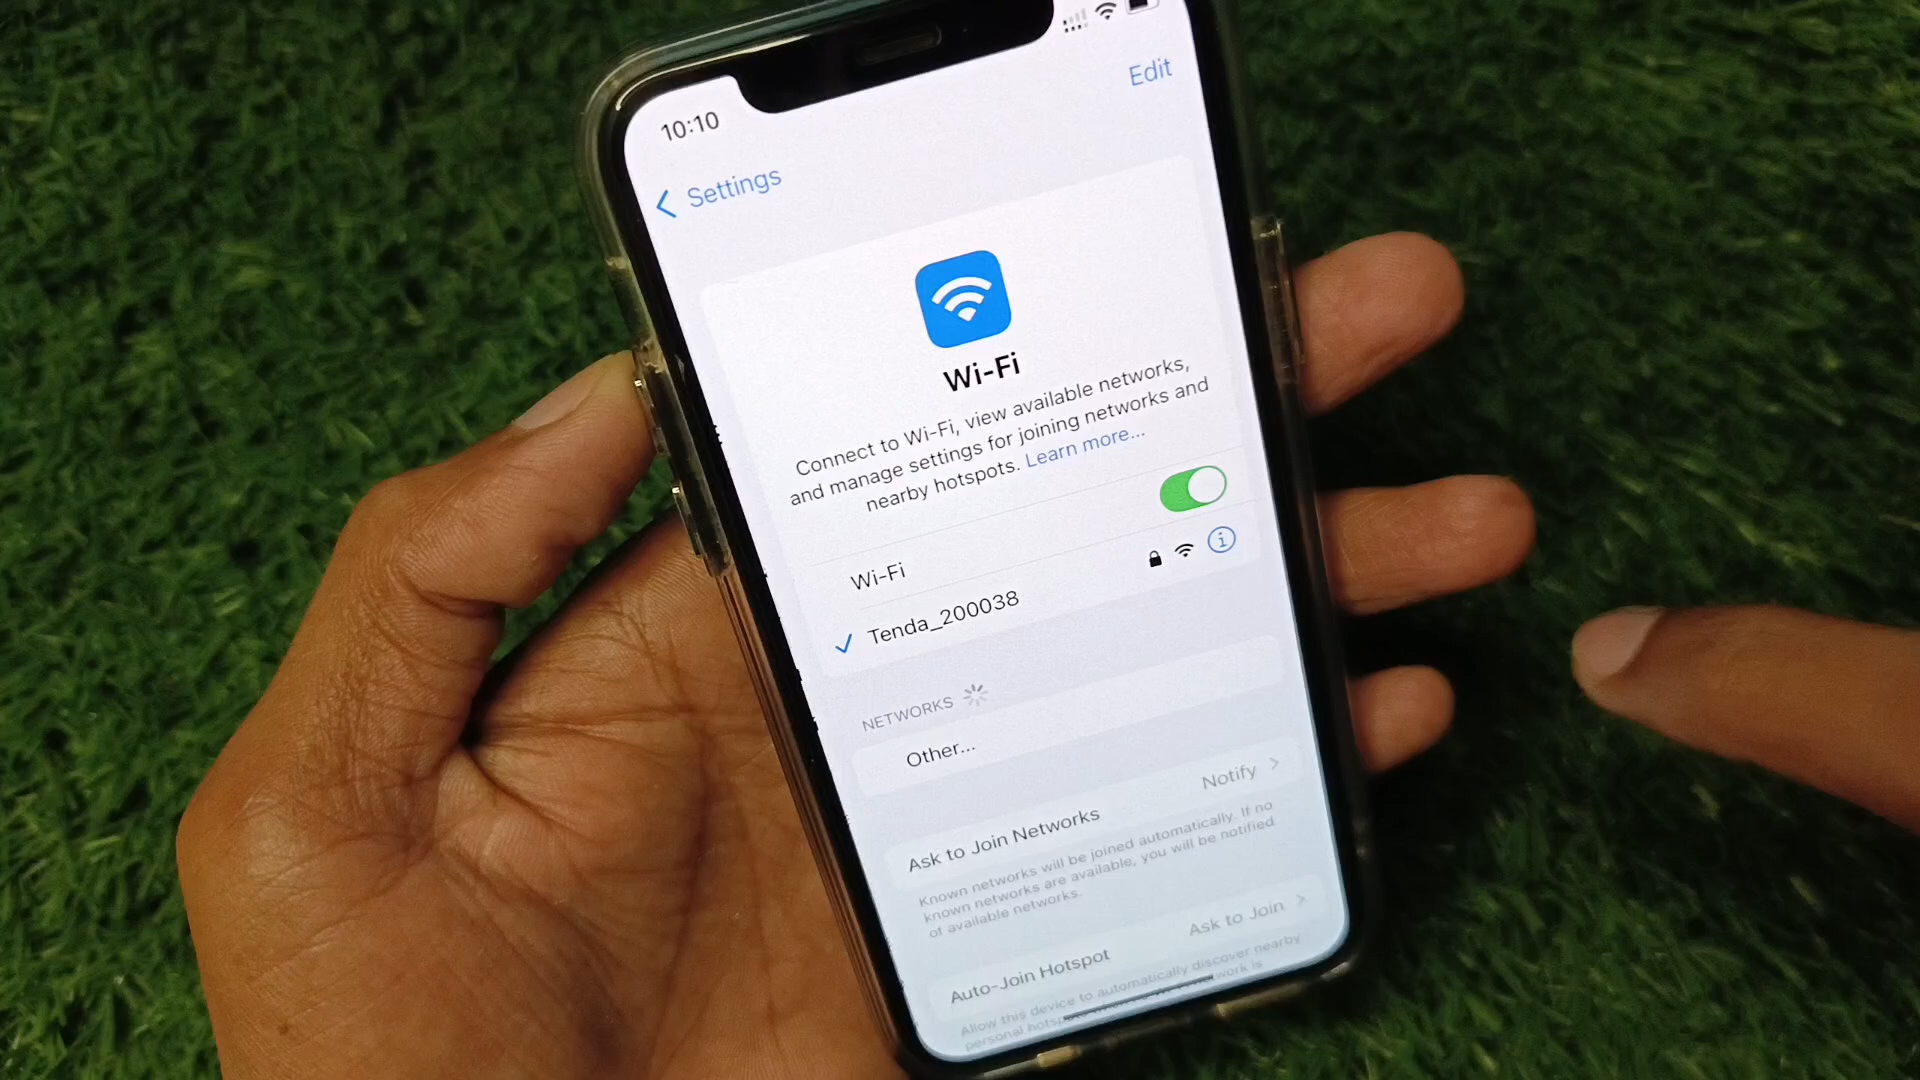 10:10
Edit
Settings
Wi-Fi
Connect to Wi-Fi, view available networks,
and manage settings for joining networks and
nearby hotspots. Learn more...
Wi-Fi
Tenda_200038
NETWORKS
Other...
Ask to Join Networks
Notify
Known networks will be joined automatically. If no
known networks are available, you will be notified
of available networks.
Auto-Join Hotspot
Ask to Join
Allow this device to automatically discover nearby
personal